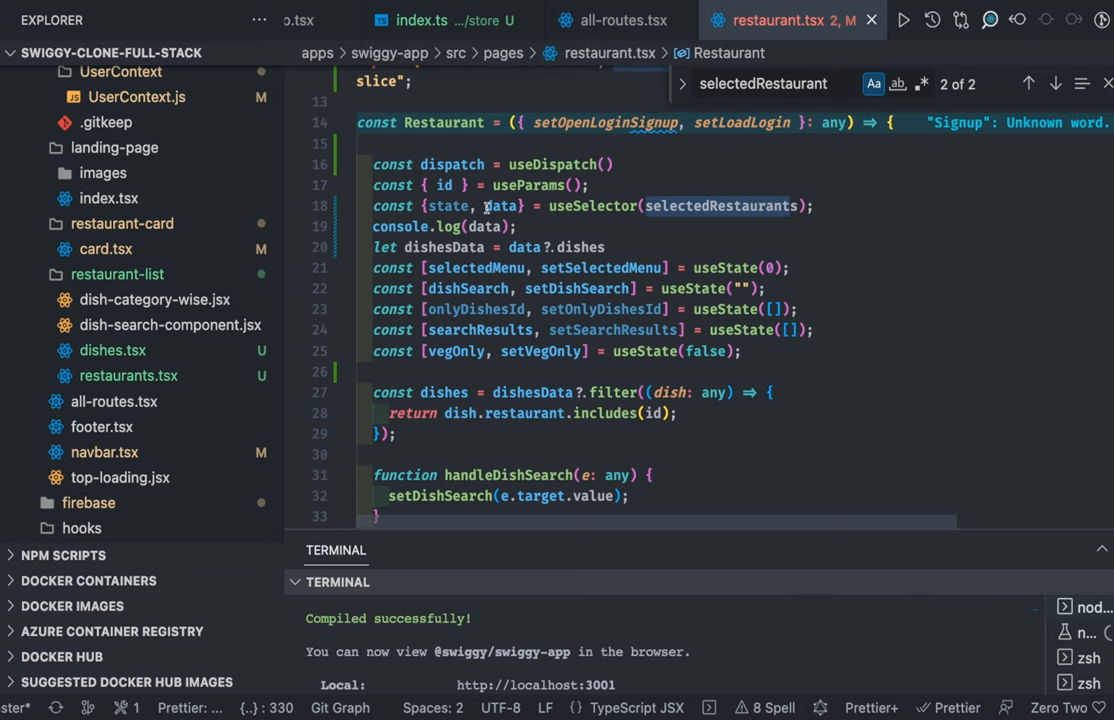 EXPLORER ··· o.tsx index.ts .../store U all-routes.tsx restaurant.tsx 2, M
SWIGGY-CLONE-FULL-STACK
apps > swiggy-app > src > pages > restaurant.tsx > Restaurant
UserContext
UserContext.js M
.gitkeep
landing-page
images
index.tsx
restaurant-card
card.tsx M
restaurant-list
dish-category-wise.jsx
dish-search-component.jsx
dishes.tsx U
restaurants.tsx U
all-routes.tsx
footer.tsx
navbar.tsx M
top-loading.jsx
firebase
hooks
NPM SCRIPTS
DOCKER CONTAINERS
DOCKER IMAGES
AZURE CONTAINER REGISTRY
DOCKER HUB
SUGGESTED DOCKER HUB IMAGES
selectedRestaurant Aa ab .* 2 of 2
slice";
13
14 const Restaurant = ({ setOpenLoginSignup, setLoadLogin }: any) => { "Signup": Unknown word.
15
16 const dispatch = useDispatch()
17 const { id } = useParams();
18 const {state, data} = useSelector(selectedRestaurants);
19 console.log(data);
20 let dishesData = data?.dishes
21 const [selectedMenu, setSelectedMenu] = useState(0);
22 const [dishSearch, setDishSearch] = useState("");
23 const [onlyDishesId, setOnlyDishesId] = useState([]);
24 const [searchResults, setSearchResults] = useState([]);
25 const [vegOnly, setVegOnly] = useState(false);
26
27 const dishes = dishesData?.filter((dish: any) => {
28 return dish.restaurant.includes(id);
29 });
30
31 function handleDishSearch(e: any) {
32 setDishSearch(e.target.value);
33 }
TERMINAL
TERMINAL
Compiled successfully!
You can now view @swiggy/swiggy-app in the browser.
Local: http://localhost:3001
nod...
n...
zsh
zsh
ster* 1 Prettier: ... {..} : 330 Git Graph Spaces: 2 UTF-8 LF {} TypeScript JSX 8 Spell Prettier+ Prettier Zero Two